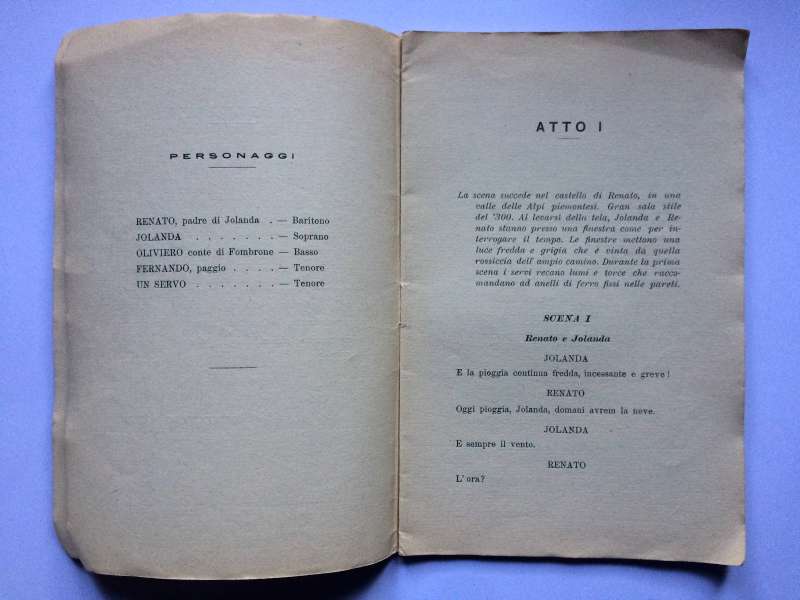 PERSONAGGI
RENATO, padre di Jolanda . — Baritono
JOLANDA . . . . . . . — Soprano
OLIVIERO conte di Fombrone — Basso
FERNANDO, paggio . . . . — Tenore
UN SERVO . . . . . . . — Tenore
ATTO I
La scena succede nel castello di Renato, in una
valle delle Alpi piemontesi. Gran sala stile
del '300. Al levarsi dello tela, Jolanda e Re-
nato stanno presso una finestra come per in-
terrogare il tempo. Le finestre mettono una
luce fredda e grigia che è vinta da quella
rossiccia dell' ampio camino. Durante la prima
scena i servi recano lumi e torce che racco-
mandano ad anelli di ferro fissi nelle pareti.
SCENA I
Renato e Jolanda
JOLANDA
E la pioggia continua fredda, incessante e greve!
RENATO
Oggi pioggia, Jolanda, domani avrem la neve.
JOLANDA
E sempre il vento.
RENATO
L' ora?